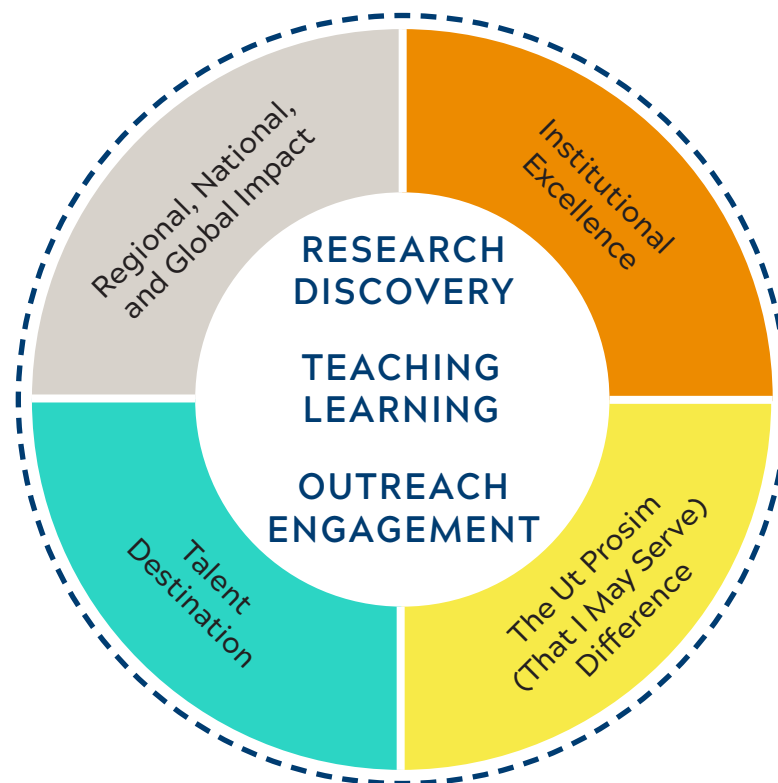 Regional, National,
and Global Impact
Institutional
Excellence
RESEARCH
DISCOVERY
TEACHING
LEARNING
OUTREACH
ENGAGEMENT
Talent
Destination
The Ut Prosim
(That I May Serve)
Difference